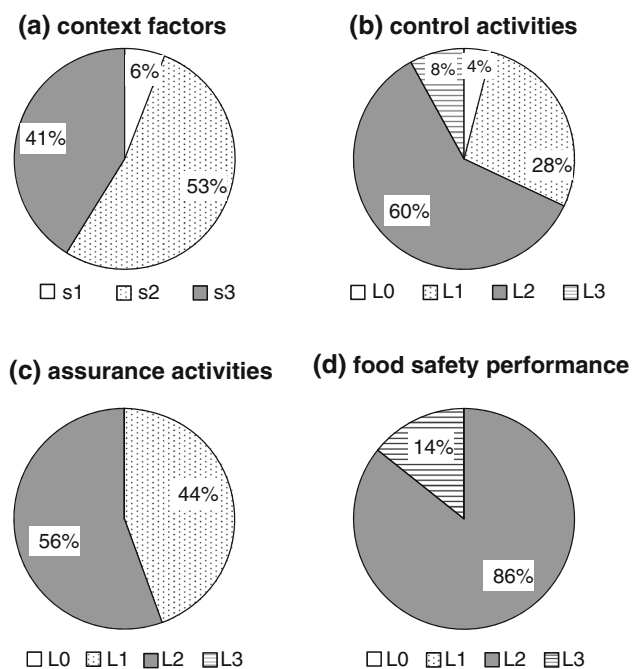 (a) context factors
6%
41%
53%
s1 s2 s3
(b) control activities
8% 4%
28%
60%
L0 L1 L2 L3
(c) assurance activities
44%
56%
L0 L1 L2 L3
(d) food safety performance
14%
86%
L0 L1 L2 L3